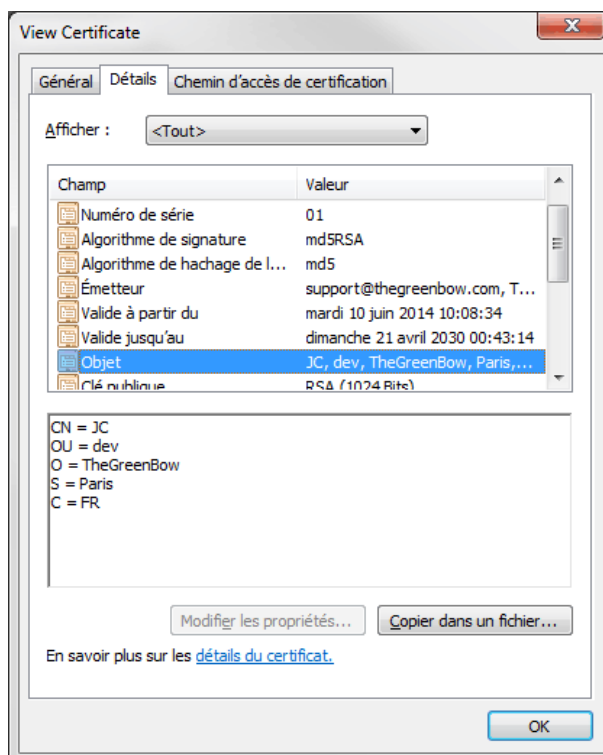 View Certificate
Général Détails Chemin d'accès de certification
Afficher : <Tout>
Champ Valeur
Numéro de série 01
Algorithme de signature md5RSA
Algorithme de hachage de l... md5
Émetteur support@thegreenbow.com, T...
Valide à partir du mardi 10 juin 2014 10:08:34
Valide jusqu'au dimanche 21 avril 2030 00:43:14
Objet JC, dev, TheGreenBow, Paris,...
Clé publique RSA (1024 Bits)
CN = JC
OU = dev
O = TheGreenBow
S = Paris
C = FR
Modifier les propriétés... Copier dans un fichier...
En savoir plus sur les détails du certificat.
OK